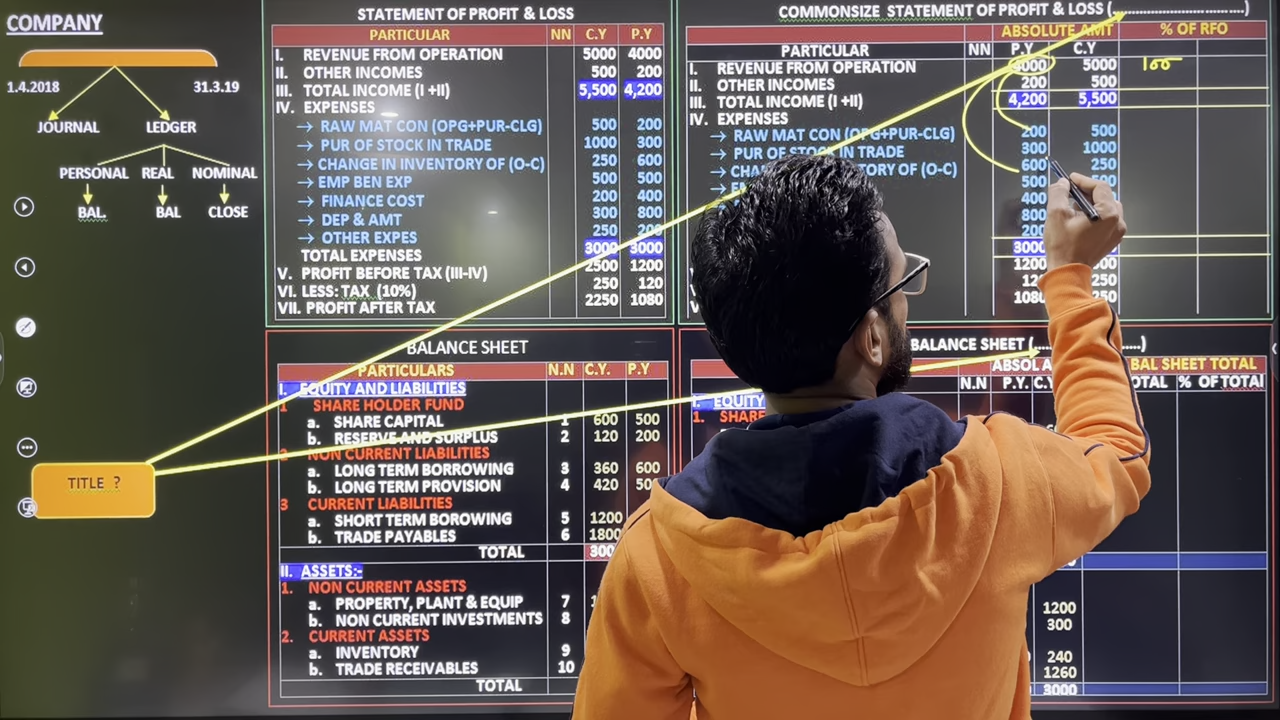 COMPANY
1.4.2018 31.3.19
JOURNAL LEDGER
PERSONAL REAL NOMINAL
BAL. BAL CLOSE
TITLE ?
STATEMENT OF PROFIT & LOSS
PARTICULAR NN C.Y P.Y
I. REVENUE FROM OPERATION 5000 4000
II. OTHER INCOMES 500 200
III. TOTAL INCOME (I +II) 5,500 4,200
IV. EXPENSES
→ RAW MAT CON (OPG+PUR-CLG) 500 200
→ PUR OF STOCK IN TRADE 1000 300
→ CHANGE IN INVENTORY OF (O-C) 250 600
→ EMP BEN EXP 500 500
→ FINANCE COST 200 400
→ DEP & AMT 300 800
→ OTHER EXPES 250 200
TOTAL EXPENSES 3000 3000
V. PROFIT BEFORE TAX (III-IV) 2500 1200
VI. LESS: TAX (10%) 250 120
VII. PROFIT AFTER TAX 2250 1080
COMMONSIZE STATEMENT OF PROFIT & LOSS (..............................)
ABSOLUTE AMT % OF RFO
PARTICULAR NN P.Y C.Y
I. REVENUE FROM OPERATION 4000 5000 100
II. OTHER INCOMES 200 500
III. TOTAL INCOME (I +II) 4,200 5,500
IV. EXPENSES
→ RAW MAT CON (OPG+PUR-CLG) 200 500
→ PUR OF STOCK IN TRADE 300 1000
→ ORY OF (O-C) 600 250
500
400
800
200
3000
1200
1080
BALANCE SHEET
PARTICULARS N.N C.Y. P.Y
I. EQUITY AND LIABILITIES
1 SHARE HOLDER FUND
a. SHARE CAPITAL 1 600 500
b. RESERVE AND SURPLUS 2 120 200
2 NON CURRENT LIABILITIES
a. LONG TERM BORROWING 3 360 600
b. LONG TERM PROVISION 4 420
3 CURRENT LIABILITIES
a. SHORT TERM BOROWING 5 1200
b. TRADE PAYABLES 6 1800
TOTAL
II. ASSETS:-
1. NON CURRENT ASSETS
a. PROPERTY, PLANT & EQUIP 7
b. NON CURRENT INVESTMENTS 8
2. CURRENT ASSETS
a. INVENTORY 9
b. TRADE RECEIVABLES 10
TOTAL
BALANCE SHEET (..................)
BAL SHEET TOTAL
N.N P.Y. C.Y % OF TOTAL
I. EQUITY
1. SHARE
1200
300
240
1260
3000